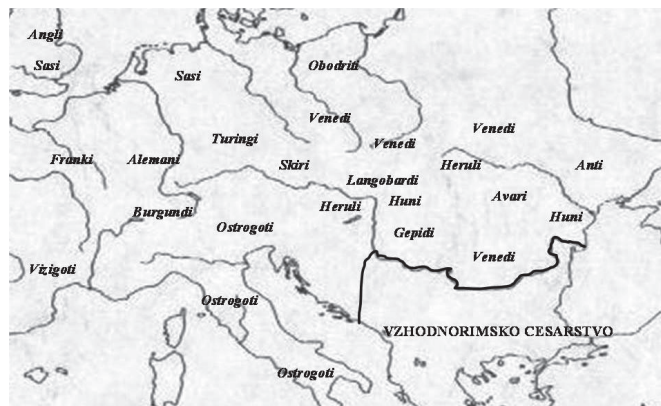 Angli
Sasi
Sasi
Obodriti
Venedi
Turingi
Venedi
Venedi
Franki
Alemani
Skiri
Heruli
Anti
Langobardi
Avari
Huni
Heruli
Burgundi
Huni
Ostrogoti
Gepidi
Venedi
Vizigoti
Ostrogoti
VZHODNORIMSKO CESARSTVO
Ostrogoti